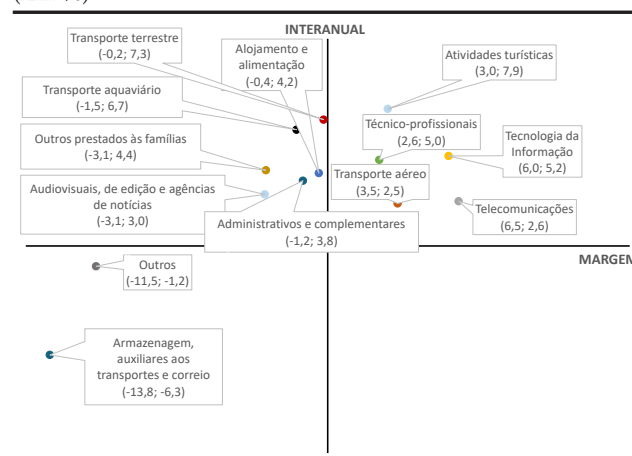 INTERANUAL
Transporte terrestre
(-0,2; 7,3)
Alojamento e
alimentação
(-0,4; 4,2)
Atividades turísticas
(3,0; 7,9)
Transporte aquaviário
(-1,5; 6,7)
Técnico-profissionais
(2,6; 5,0)
Tecnologia da
Informação
(6,0; 5,2)
Outros prestados às famílias
(-3,1; 4,4)
Transporte aéreo
(3,5; 2,5)
Audiovisuais, de edição e agências
de notícias
(-3,1; 3,0)
Telecomunicações
(6,5; 2,6)
Administrativos e complementares
(-1,2; 3,8)
MARGEM
Outros
(-11,5; -1,2)
Armazenagem,
auxiliares aos
transportes e correio
(-13,8; -6,3)